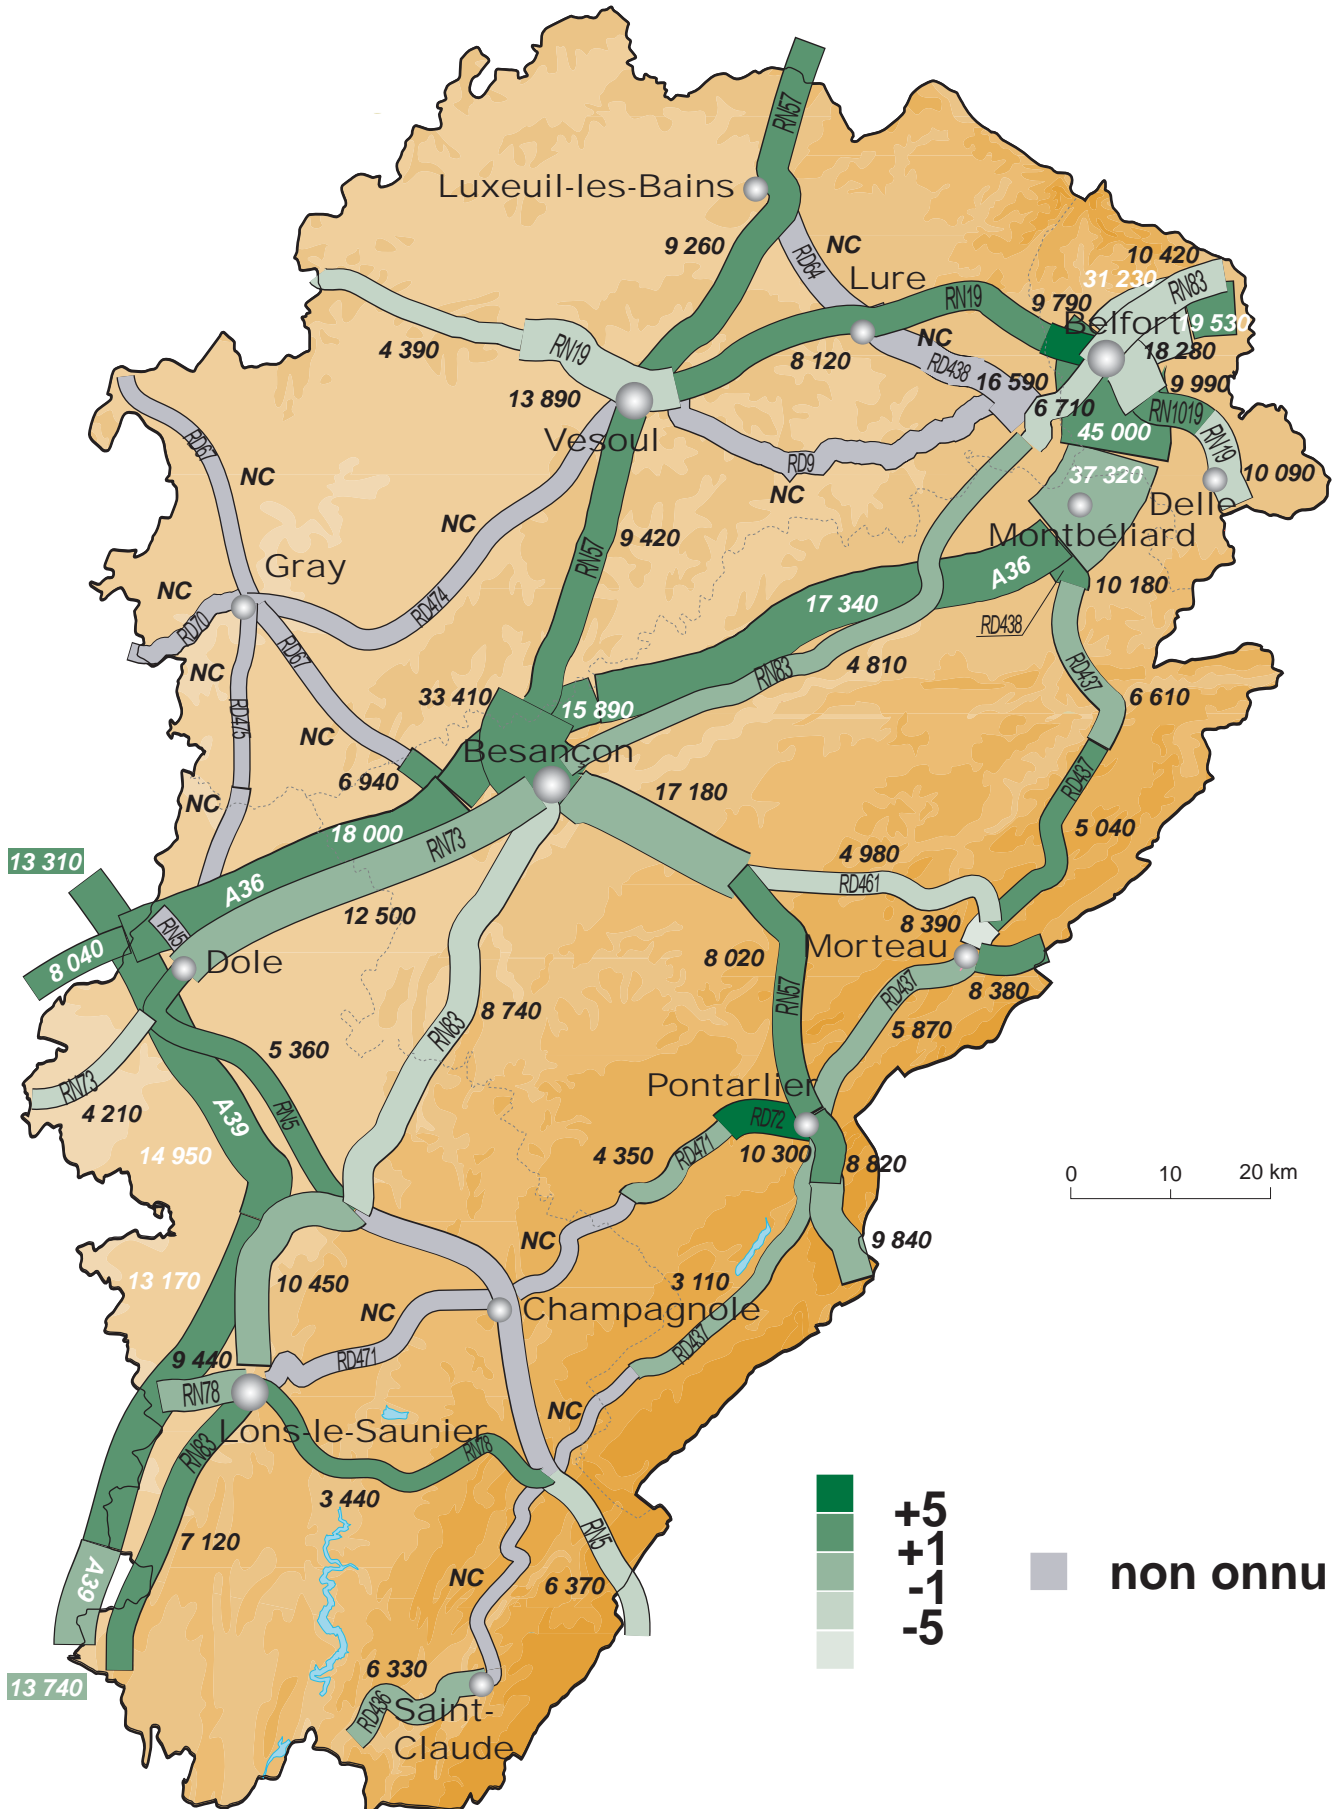 RN57
Luxeuil-les-Bains
9 260
NC
RD64
Lure
10 420
31 230
RN83
RN19
9 790
Belfort
19 530
4 390
RN19
8 120
NC
RD438
18 280
13 890
16 590
6 710
9 990
RN1019
Vesoul
45 000
RN19
RD67
RD9
NC
37 320
10 090
NC
Delle
NC
9 420
RN57
Montbéliard
Gray
A36
NC
17 340
10 180
RD70
RD474
RD438
RD67
NC
4 810
RN83
RD437
33 410
15 890
6 610
RD475
NC
Besançon
6 940
17 180
RD437
NC
18 000
RN73
5 040
13 310
4 980
A36
RD461
12 500
8 390
RN5
Morteau
8 040
Dole
8 020
8 380
RN57
RD437
8 740
RN83
5 870
5 360
Pontarlier
RN73
4 210
A39
RN5
RD72
14 950
4 350
RD471
10 300
8 820
0 10 20 km
NC
9 840
13 170
10 450
3 110
NC
Champagnole
RD437
9 440
RD471
RN78
NC
Lons-le-Saunier
RN83
RN78
3 440
+5
7 120
RN5
+1
A39
NC
6 370
-1
non onnu
-5
6 330
13 740
RD436
Saint-
Claude